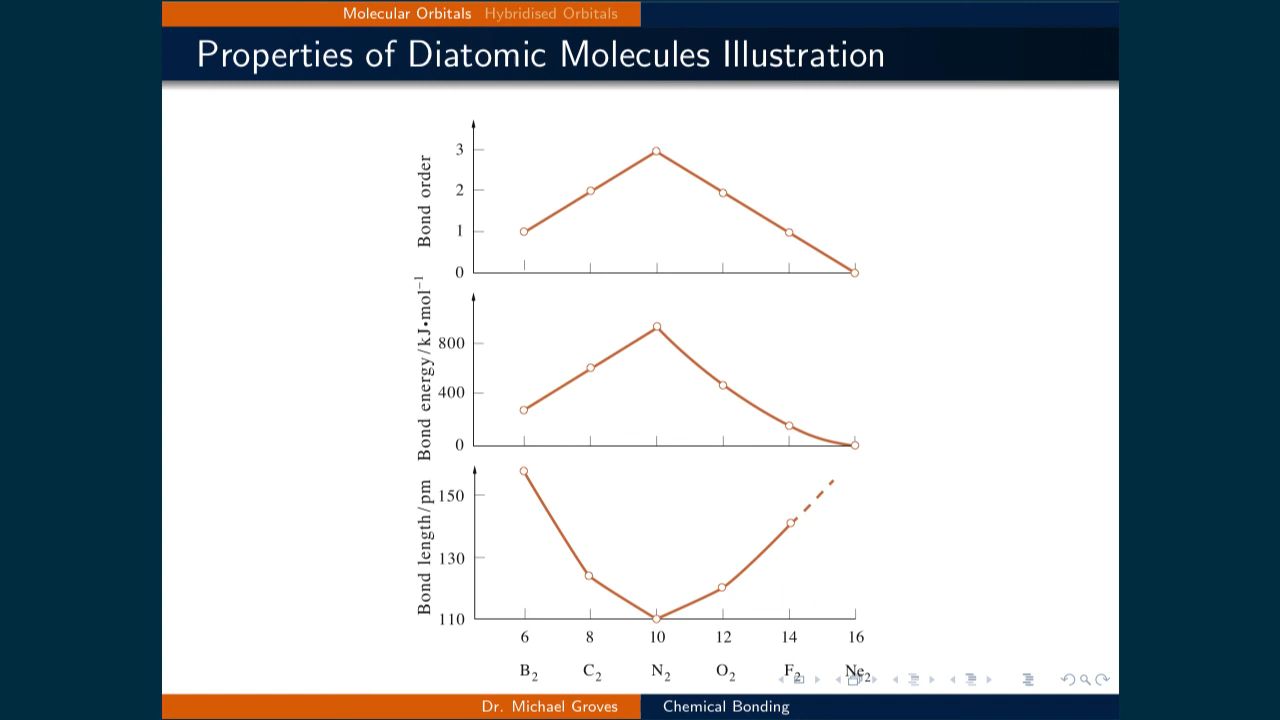 Molecular Orbitals Hybridised Orbitals
Properties of Diatomic Molecules Illustration
Bond order
3
2
1
0
Bond energy/kJ•mol⁻¹
800
400
0
Bond length/pm
150
130
110
6 8 10 12 14 16
B₂ C₂ N₂ O₂ F₂ Ne₂
Dr. Michael Groves Chemical Bonding